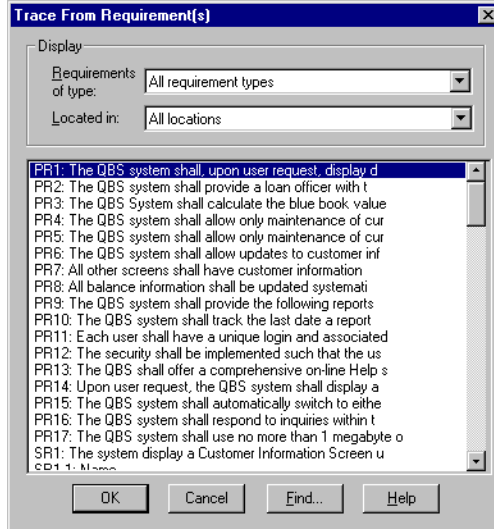 Trace From Requirement(s)
Display
Requirements of type:
All requirement types
Located in:
All locations
PR1: The QBS system shall, upon user request, display d
PR2: The QBS system shall provide a loan officer with t
PR3: The QBS System shall calculate the blue book value
PR4: The QBS system shall allow only maintenance of cur
PR5: The QBS system shall allow only maintenance of cur
PR6: The QBS system shall allow updates to customer inf
PR7: All other screens shall have customer information
PR8: All balance information shall be updated systemati
PR9: The QBS system shall provide the following reports
PR10: The QBS system shall track the last date a report
PR11: Each user shall have a unique login and associated
PR12: The security shall be implemented such that the us
PR13: The QBS shall offer a comprehensive on-line Help s
PR14: Upon user request, the QBS system shall display a
PR15: The QBS system shall automatically switch to eithe
PR16: The QBS system shall respond to inquiries within t
PR17: The QBS system shall use no more than 1 megabyte o
SR1: The system display a Customer Information Screen u
SR1.1: Name
OK
Cancel
Find...
Help